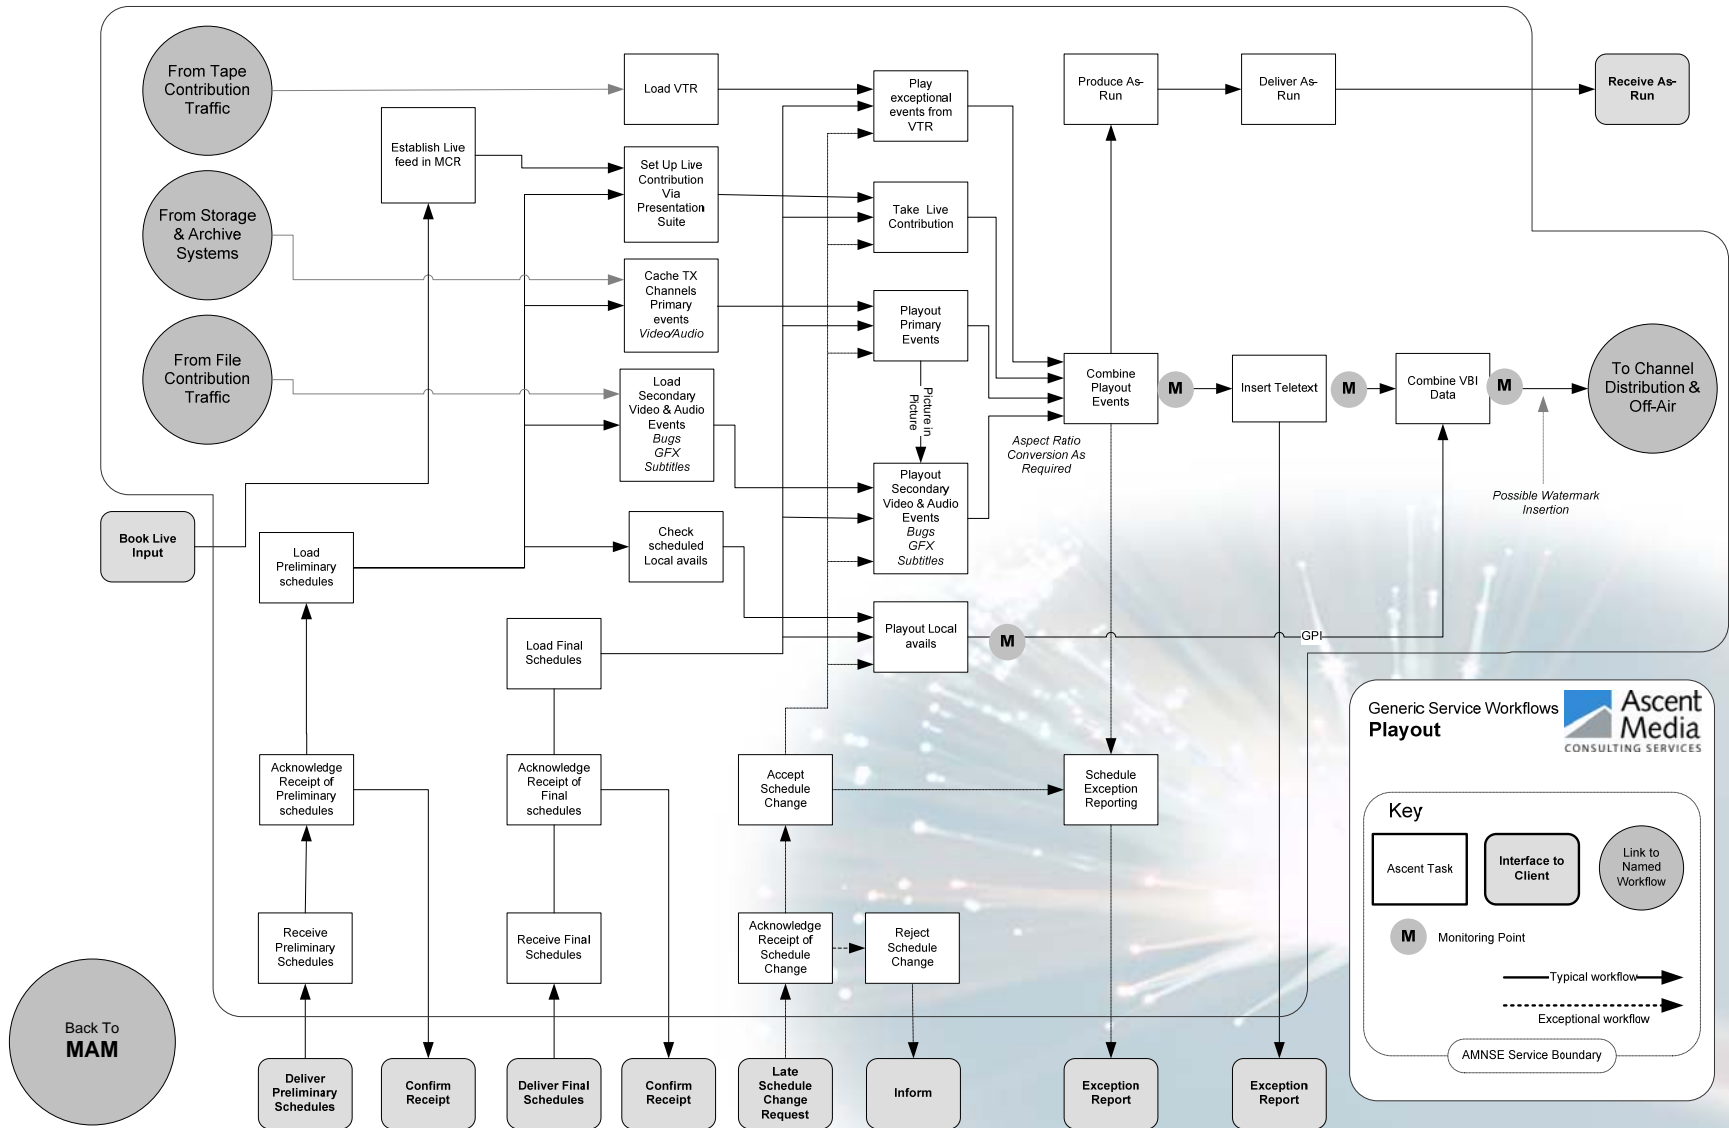 From Tape
Contribution
Traffic
Load VTR
Play
exceptional
events from
VTR
Produce As-
Run
Deliver As-
Run
Receive As-
Run
Establish Live
feed in MCR
Set Up Live
Contribution
Via
Presentation
Suite
From Storage
& Archive
Systems
Take Live
Contribution
Cache TX
Channels
Primary
events
Video/Audio
Playout
Primary
Events
From File
Contribution
Traffic
Load
Secondary
Video & Audio
Events
Bugs
GFX
Subtitles
Picture in
Picture
Combine
Playout
Events
M
Insert Teletext
M
Combine VBI
Data
M
To Channel
Distribution &
Off-Air
Aspect Ratio
Conversion As
Required
Possible Watermark
Insertion
Playout
Secondary
Video & Audio
Events
Bugs
GFX
Subtitles
Book Live
Input
Load
Preliminary
schedules
Check
scheduled
Local avails
Load Final
Schedules
Playout Local
avails
M
GPI
Acknowledge
Receipt of
Preliminary
schedules
Acknowledge
Receipt of
Final
schedules
Accept
Schedule
Change
Schedule
Exception
Reporting
Receive
Preliminary
Schedules
Receive Final
Schedules
Acknowledge
Receipt of
Schedule
Change
Reject
Schedule
Change
Back To
MAM
Deliver
Preliminary
Schedules
Confirm
Receipt
Deliver Final
Schedules
Confirm
Receipt
Late
Schedule
Change
Request
Inform
Exception
Report
Exception
Report
Generic Service Workflows
Playout
Ascent
Media
CONSULTING SERVICES
Key
Ascent Task
Interface to
Client
Link to
Named
Workflow
M
Monitoring Point
Typical workflow
Exceptional workflow
AMNSE Service Boundary